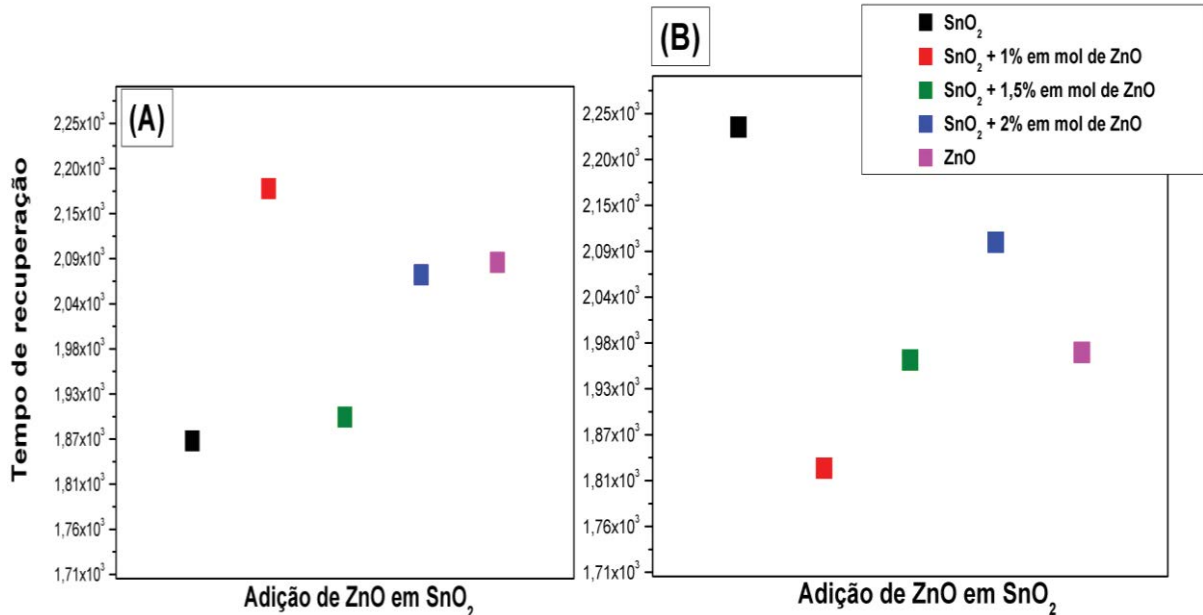 (A)
Tempo de recuperação
2,25x10³
2,20x10³
2,15x10³
2,09x10³
2,04x10³
1,98x10³
1,93x10³
1,87x10³
1,81x10³
1,76x10³
1,71x10³
Adição de ZnO em SnO₂
(B)
SnO₂
SnO₂ + 1% em mol de ZnO
SnO₂ + 1,5% em mol de ZnO
SnO₂ + 2% em mol de ZnO
ZnO
2,25x10³
2,20x10³
2,15x10³
2,09x10³
2,04x10³
1,98x10³
1,93x10³
1,87x10³
1,81x10³
1,76x10³
1,71x10³
Adição de ZnO em SnO₂